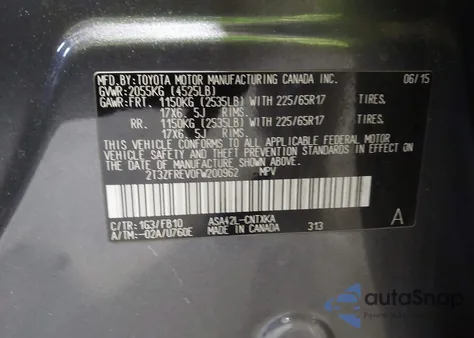 MFD.BY:TOYOTA MOTOR MANUFACTURING CANADA INC. 06/15
GVWR:2055KG (4525LB)
GAWR:FRT. 1150KG (2535LB) WITH 225/65R17 TIRES,
17X6. 5J RIMS,
RR. 1150KG (2535LB) WITH 225/65R17 TIRES,
17X6. 5J RIMS,
THIS VEHICLE CONFORMS TO ALL APPLICABLE FEDERAL MOTOR
VEHICLE SAFETY AND THEFT PREVENTION STANDARDS IN EFFECT ON
THE DATE OF MANUFACTURE SHOWN ABOVE.
2T3ZFREV0FW200962 MPV
C/TR:1G3/FB10 ASA42L-CNTXKA A
A/TM:-02A/U760E MADE IN CANADA 313
autoSnap